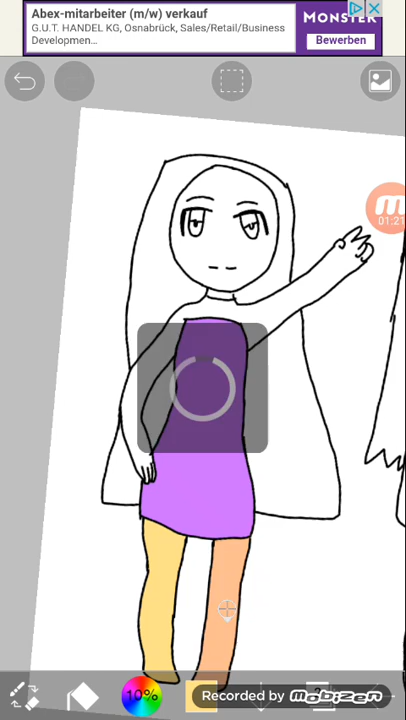 Abex-mitarbeiter (m/w) verkauf
G.U.T. HANDEL KG, Osnabrück, Sales/Retail/Business
Developmen...
MONSTER
Bewerben
01:21
10%
Recorded by MOBIZEN